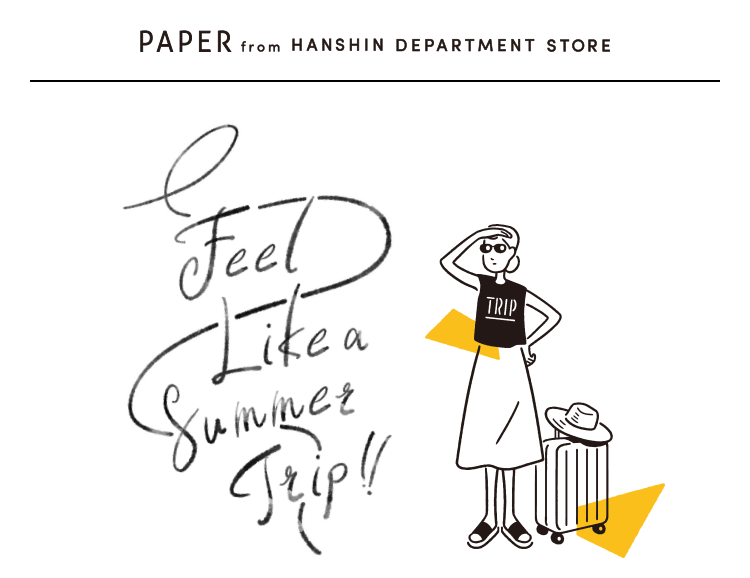 PAPER from HANSHIN DEPARTMENT STORE
I
Feel
Like a
Summer
Trip!!
TRIP